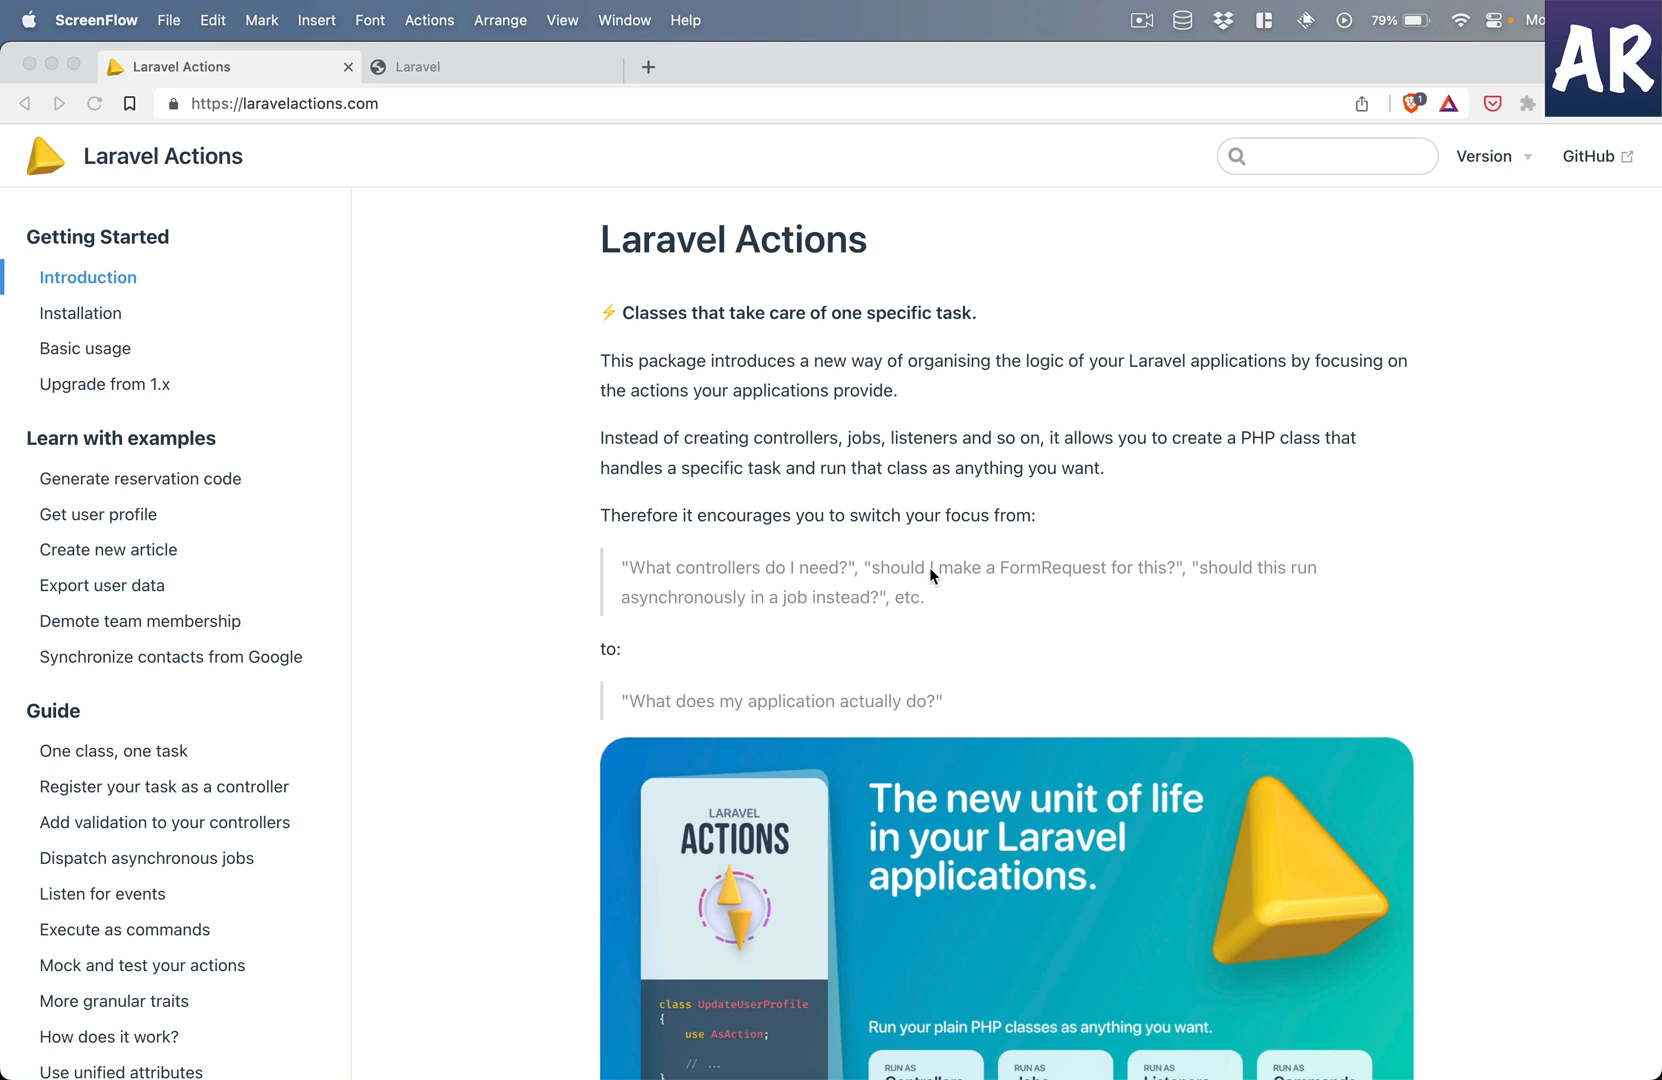 ScreenFlow File Edit Mark Insert Font Actions Arrange View Window Help 79% Mo
AR
Laravel Actions Laravel
https://laravelactions.com 1
Laravel Actions Version GitHub
Getting Started
Introduction
Installation
Basic usage
Upgrade from 1.x
Learn with examples
Generate reservation code
Get user profile
Create new article
Export user data
Demote team membership
Synchronize contacts from Google
Guide
One class, one task
Register your task as a controller
Add validation to your controllers
Dispatch asynchronous jobs
Listen for events
Execute as commands
Mock and test your actions
More granular traits
How does it work?
Use unified attributes
Laravel Actions
⚡ Classes that take care of one specific task.
This package introduces a new way of organising the logic of your Laravel applications by focusing on
the actions your applications provide.
Instead of creating controllers, jobs, listeners and so on, it allows you to create a PHP class that
handles a specific task and run that class as anything you want.
Therefore it encourages you to switch your focus from:
"What controllers do I need?", "should I make a FormRequest for this?", "should this run
asynchronously in a job instead?", etc.
to:
"What does my application actually do?"
LARAVEL
ACTIONS
class UpdateUserProfile
{
use AsAction;
// ...
}
The new unit of life
in your Laravel
applications.
Run your plain PHP classes as anything you want.
RUN AS RUN AS RUN AS RUN AS
Controllers Jobs Listeners Commands